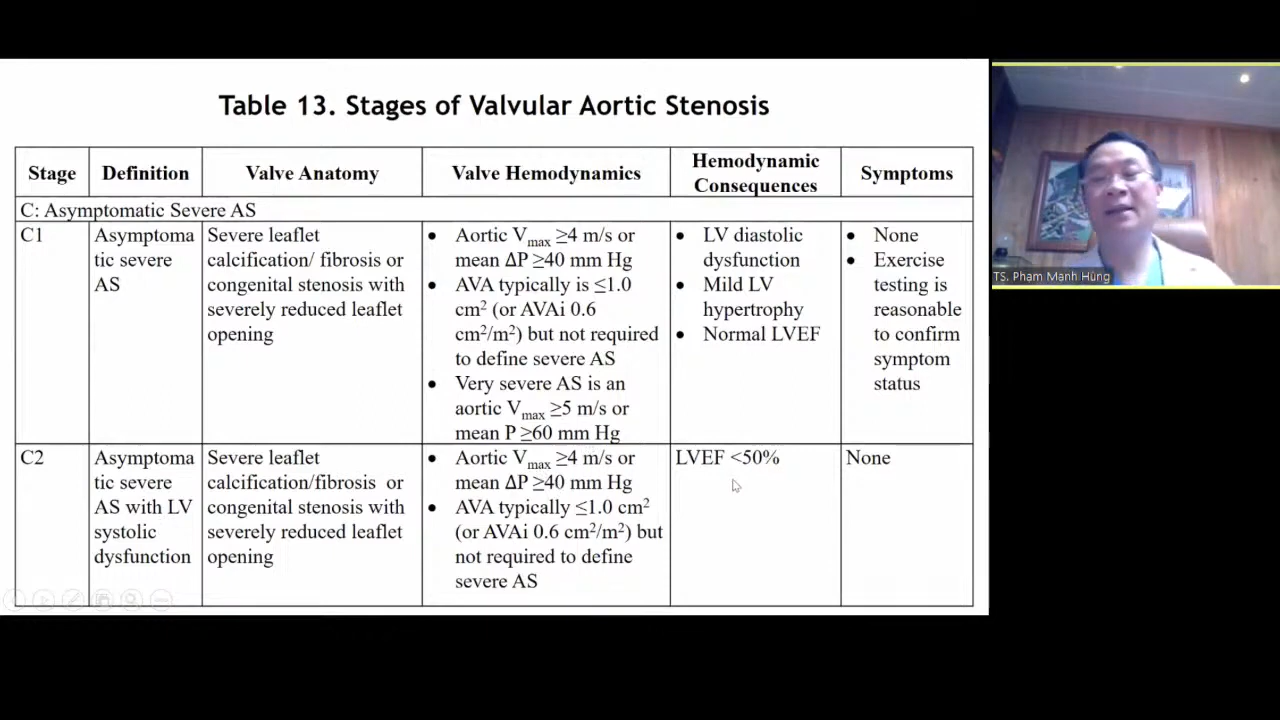 Table 13. Stages of Valvular Aortic Stenosis
Stage
Definition
Valve Anatomy
Valve Hemodynamics
Hemodynamic
Consequences
Symptoms
C: Asymptomatic Severe AS
C1
Asymptoma
tic severe
AS
Severe leaflet
calcification/ fibrosis or
congenital stenosis with
severely reduced leaflet
opening
• Aortic Vmax ≥4 m/s or
mean ΔP ≥40 mm Hg
• AVA typically is ≤1.0
cm² (or AVAi 0.6
cm²/m²) but not required
to define severe AS
• Very severe AS is an
aortic Vmax ≥5 m/s or
mean P ≥60 mm Hg
• LV diastolic
dysfunction
• Mild LV
hypertrophy
• Normal LVEF
• None
• Exercise
testing is
reasonable
to confirm
symptom
status
C2
Asymptoma
tic severe
AS with LV
systolic
dysfunction
Severe leaflet
calcification/fibrosis or
congenital stenosis with
severely reduced leaflet
opening
• Aortic Vmax ≥4 m/s or
mean ΔP ≥40 mm Hg
• AVA typically ≤1.0 cm²
(or AVAi 0.6 cm²/m²) but
not required to define
severe AS
LVEF <50%
None
TS. Phạm Mạnh Hùng